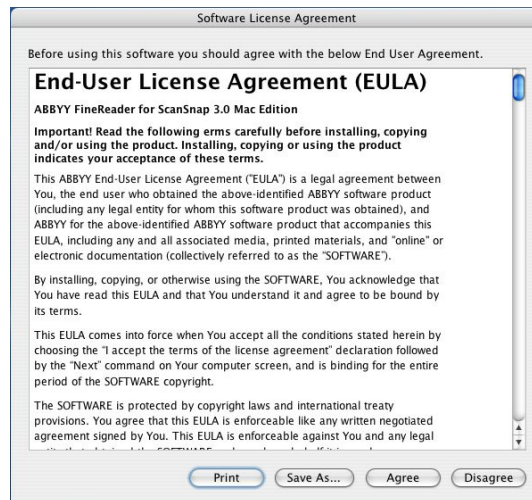 Software License Agreement
Before using this software you should agree with the below End User Agreement.
End-User License Agreement (EULA)
ABBYY FineReader for ScanSnap 3.0 Mac Edition
Important! Read the following erms carefully before installing, copying
and/or using the product. Installing, copying or using the product
indicates your acceptance of these terms.
This ABBYY End-User License Agreement ("EULA") is a legal agreement between
You, the end user who obtained the above-identified ABBYY software product
(including any legal entity for whom this software product was obtained), and
ABBYY for the above-identified ABBYY software product that accompanies this
EULA, including any and all associated media, printed materials, and "online" or
electronic documentation (collectively referred to as the "SOFTWARE").
By installing, copying, or otherwise using the SOFTWARE, You acknowledge that
You have read this EULA and that You understand it and agree to be bound by
its terms.
This EULA comes into force when You accept all the conditions stated herein by
choosing the "I accept the terms of the license agreement" declaration followed
by the "Next" command on Your computer screen, and is binding for the entire
period of the SOFTWARE copyright.
The SOFTWARE is protected by copyright laws and international treaty
provisions. You agree that this EULA is enforceable like any written negotiated
agreement signed by You. This EULA is enforceable against You and any legal
Print Save As... Agree Disagree